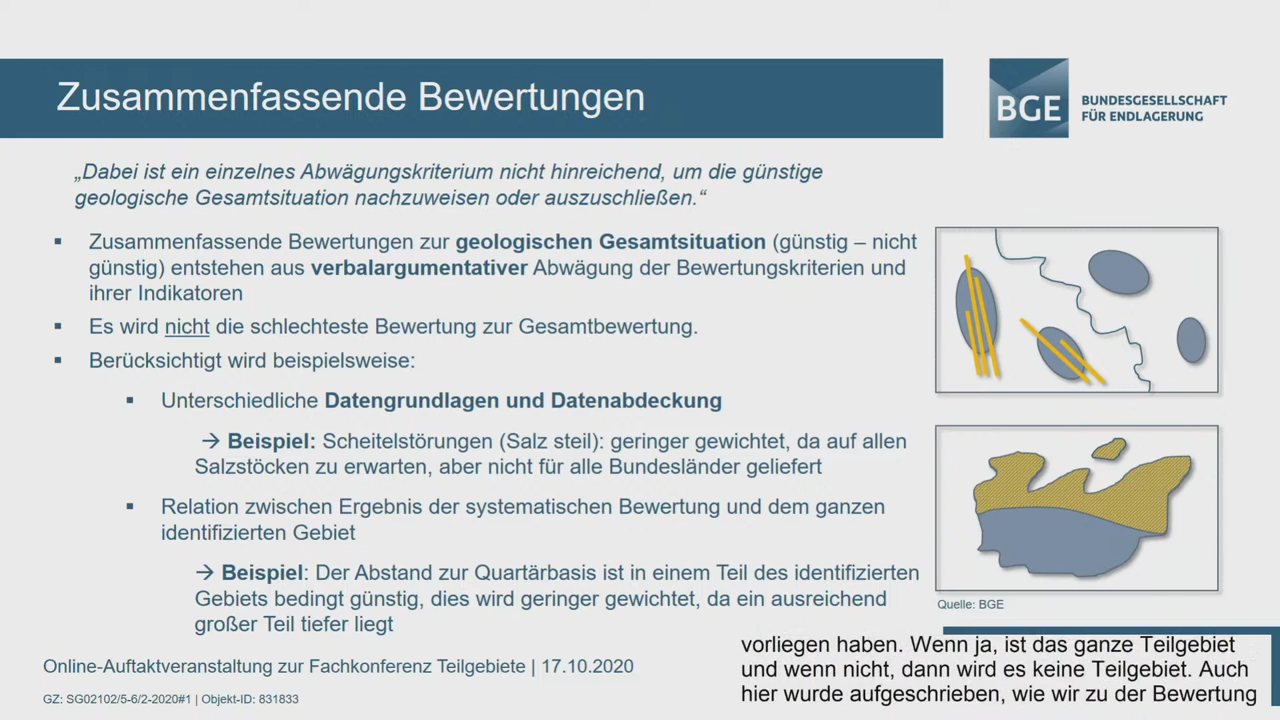 Zusammenfassende Bewertungen
BGE
BUNDESGESELLSCHAFT
FÜR ENDLAGERUNG
„Dabei ist ein einzelnes Abwägungskriterium nicht hinreichend, um die günstige
geologische Gesamtsituation nachzuweisen oder auszuschließen.“
▪ Zusammenfassende Bewertungen zur geologischen Gesamtsituation (günstig – nicht
günstig) entstehen aus verbalargumentativer Abwägung der Bewertungskriterien und
ihrer Indikatoren
▪ Es wird nicht die schlechteste Bewertung zur Gesamtbewertung.
▪ Berücksichtigt wird beispielsweise:
▪ Unterschiedliche Datengrundlagen und Datenabdeckung
→ Beispiel: Scheitelstörungen (Salz steil): geringer gewichtet, da auf allen
Salzstöcken zu erwarten, aber nicht für alle Bundesländer geliefert
▪ Relation zwischen Ergebnis der systematischen Bewertung und dem ganzen
identifizierten Gebiet
→ Beispiel: Der Abstand zur Quartärbasis ist in einem Teil des identifizierten
Gebiets bedingt günstig, dies wird geringer gewichtet, da ein ausreichend
großer Teil tiefer liegt
Quelle: BGE
Online-Auftaktveranstaltung zur Fachkonferenz Teilgebiete | 17.10.2020
GZ: SG02102/5-6/2-2020#1 | Objekt-ID: 831833
vorliegen haben. Wenn ja, ist das ganze Teilgebiet
und wenn nicht, dann wird es keine Teilgebiet. Auch
hier wurde aufgeschrieben, wie wir zu der Bewertung